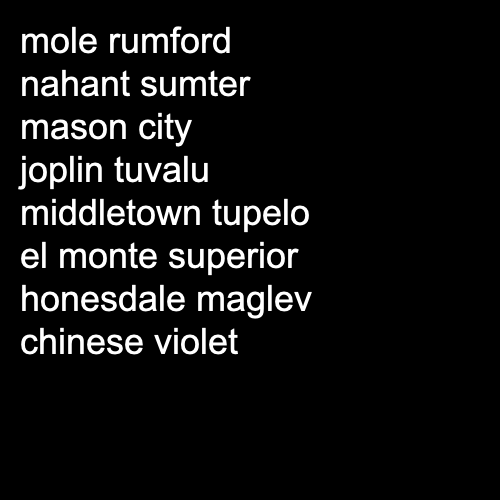 mole rumford
nahant sumter
mason city
joplin tuvalu
middletown tupelo
el monte superior
honesdale maglev
chinese violet